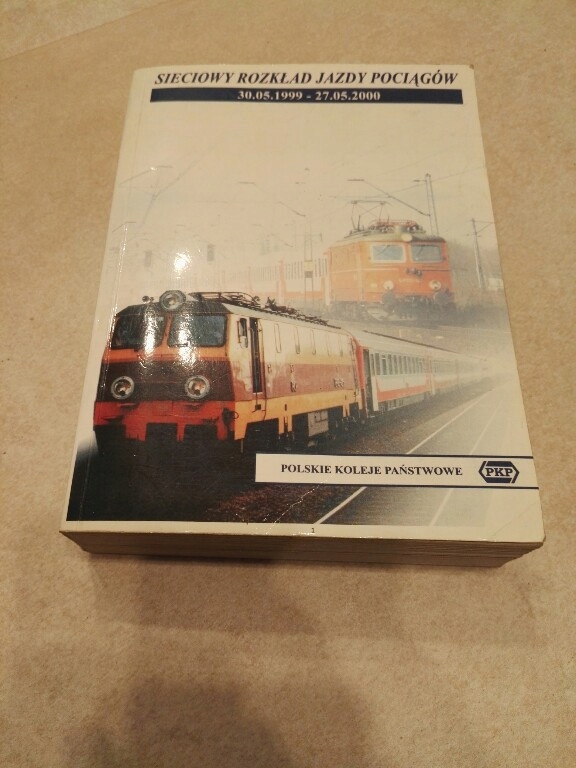 SIECIOWY ROZKŁAD JAZDY POCIĄGÓW
30.05.1999 - 27.05.2000
POLSKIE KOLEJE PAŃSTWOWE
PKP